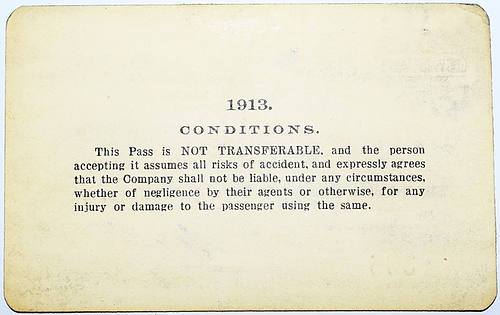 1913.
CONDITIONS.
This Pass is NOT TRANSFERABLE, and the person
accepting it assumes all risks of accident, and expressly agrees
that the Company shall not be liable, under any circumstances,
whether of negligence by their agents or otherwise, for any
injury or damage to the passenger using the same.